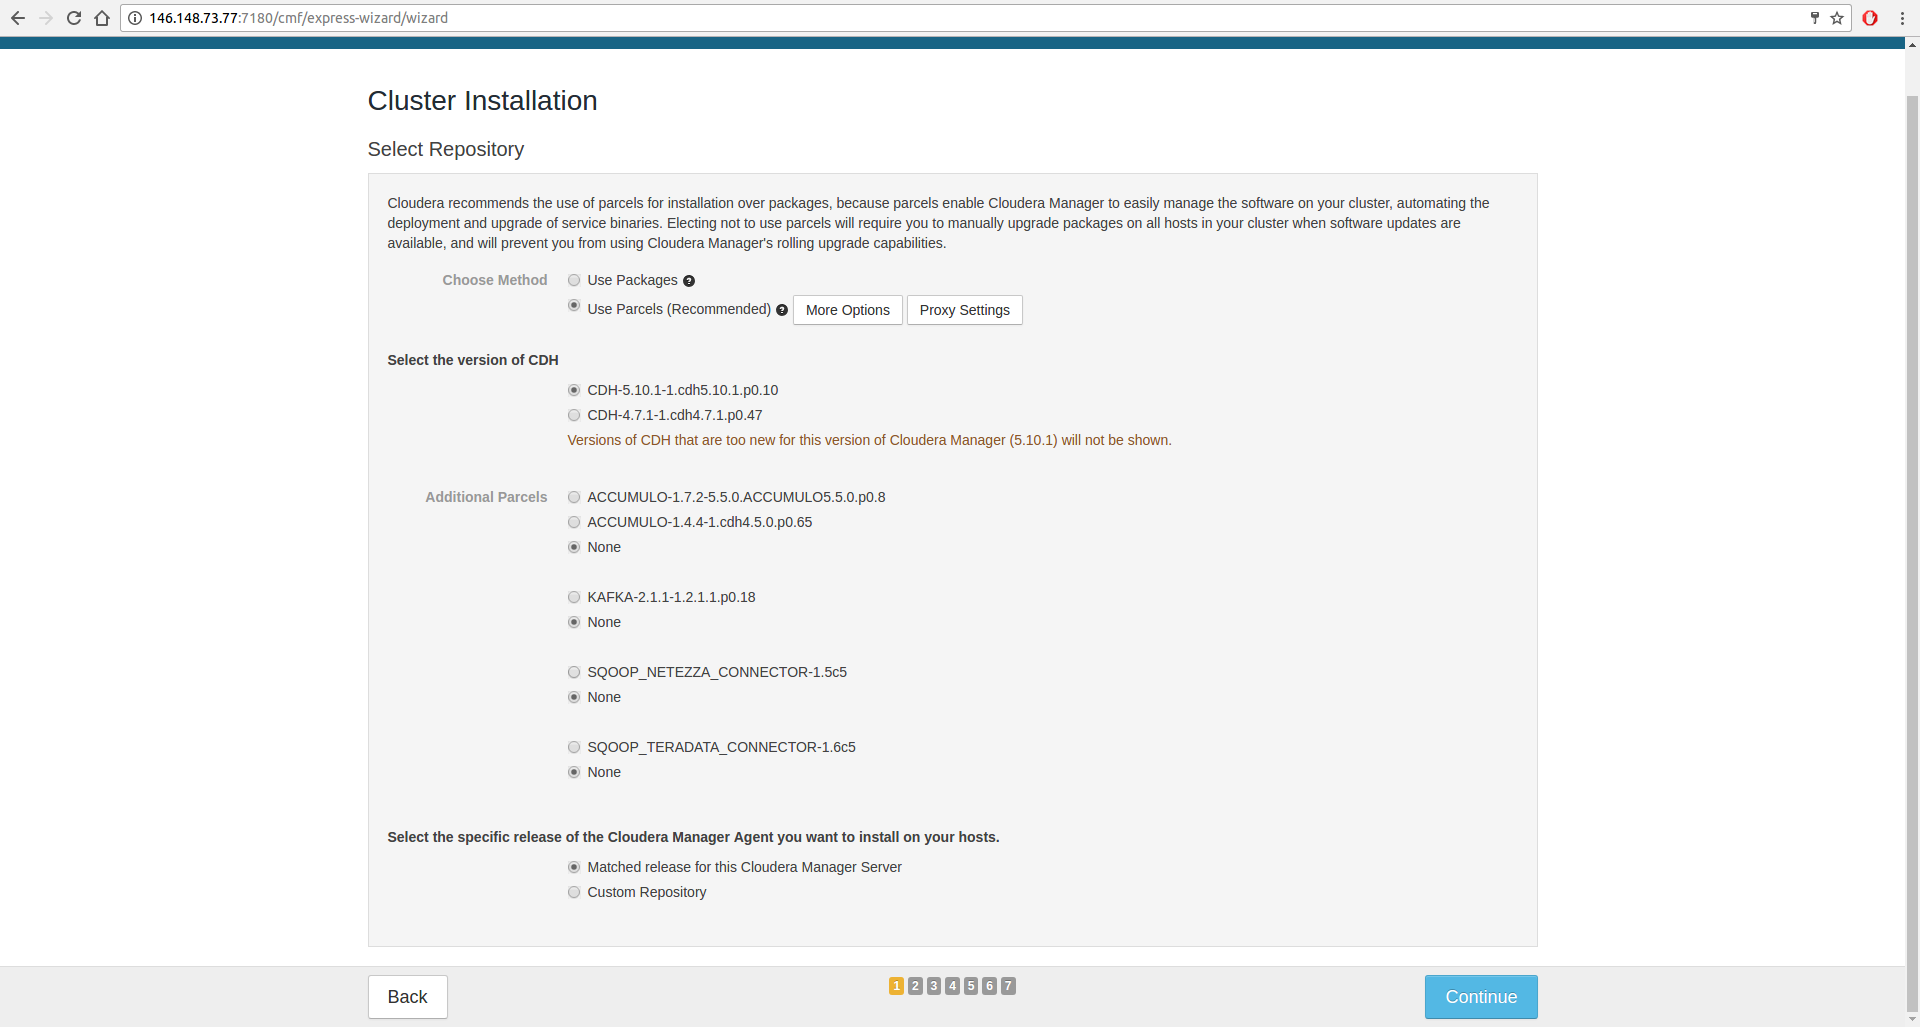 146.148.73.77:7180/cmf/express-wizard/wizard
Cluster Installation
Select Repository
Cloudera recommends the use of parcels for installation over packages, because parcels enable Cloudera Manager to easily manage the software on your cluster, automating the
deployment and upgrade of service binaries. Electing not to use parcels will require you to manually upgrade packages on all hosts in your cluster when software updates are
available, and will prevent you from using Cloudera Manager's rolling upgrade capabilities.
Choose Method Use Packages ?
Use Parcels (Recommended) ? More Options Proxy Settings
Select the version of CDH
CDH-5.10.1-1.cdh5.10.1.p0.10
CDH-4.7.1-1.cdh4.7.1.p0.47
Versions of CDH that are too new for this version of Cloudera Manager (5.10.1) will not be shown.
Additional Parcels ACCUMULO-1.7.2-5.5.0.ACCUMULO5.5.0.p0.8
ACCUMULO-1.4.4-1.cdh4.5.0.p0.65
None
KAFKA-2.1.1-1.2.1.1.p0.18
None
SQOOP_NETEZZA_CONNECTOR-1.5c5
None
SQOOP_TERADATA_CONNECTOR-1.6c5
None
Select the specific release of the Cloudera Manager Agent you want to install on your hosts.
Matched release for this Cloudera Manager Server
Custom Repository
Back 1 2 3 4 5 6 7 Continue